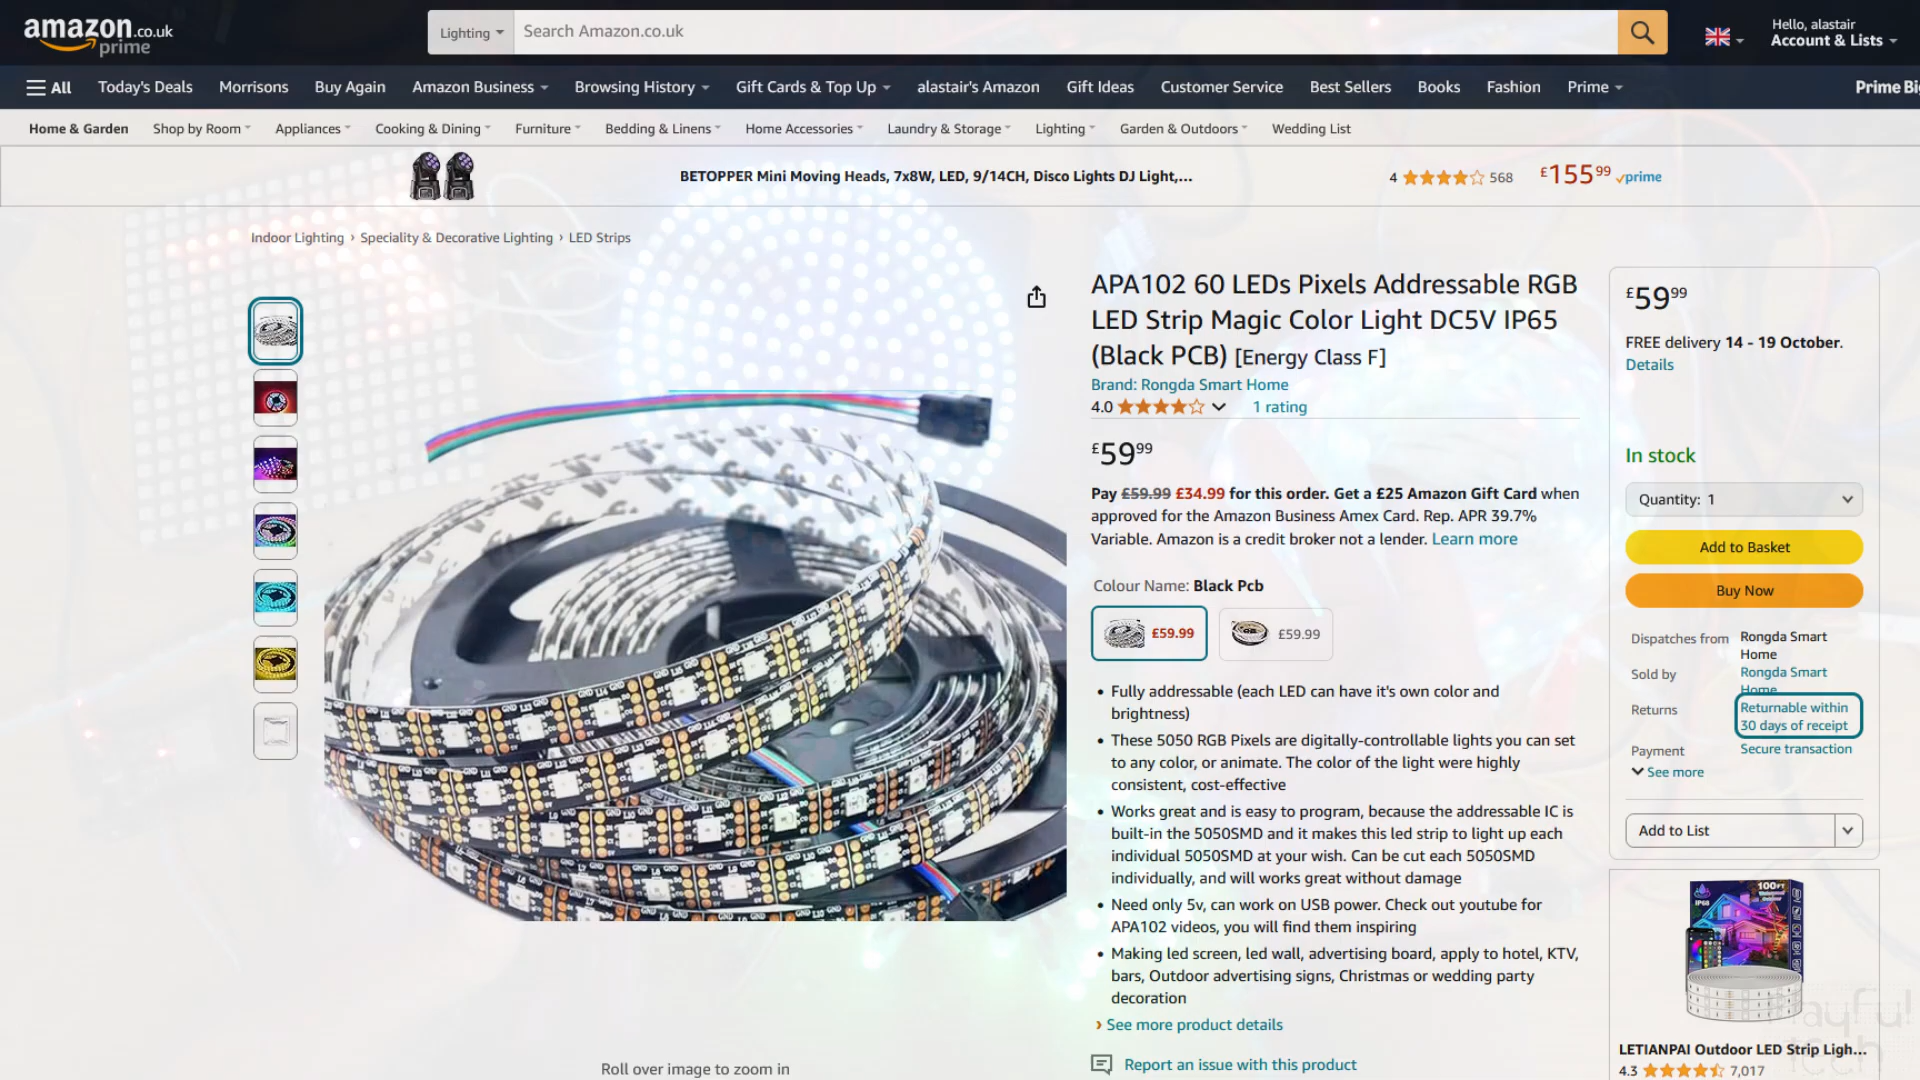 amazon.co.uk
prime
Lighting
Search Amazon.co.uk
Hello, alastair
Account & Lists
All
Today's Deals
Morrisons
Buy Again
Amazon Business
Browsing History
Gift Cards & Top Up
alastair's Amazon
Gift Ideas
Customer Service
Best Sellers
Books
Fashion
Prime
Prime Bi
Home & Garden
Shop by Room
Appliances
Cooking & Dining
Furniture
Bedding & Linens
Home Accessories
Laundry & Storage
Lighting
Garden & Outdoors
Wedding List
BETOPPER Mini Moving Heads, 7x8W, LED, 9/14CH, Disco Lights DJ Light,...
4 568
£155.99 prime
Indoor Lighting › Speciality & Decorative Lighting › LED Strips
APA102 60 LEDs Pixels Addressable RGB
LED Strip Magic Color Light DC5V IP65
(Black PCB) [Energy Class F]
Brand: Rongda Smart Home
4.0 1 rating
£59.99
Pay £59.99 £34.99 for this order. Get a £25 Amazon Gift Card when
approved for the Amazon Business Amex Card. Rep. APR 39.7%
Variable. Amazon is a credit broker not a lender. Learn more
Colour Name: Black Pcb
£59.99
£59.99
• Fully addressable (each LED can have it's own color and
brightness)
• These 5050 RGB Pixels are digitally-controllable lights you can set
to any color, or animate. The color of the light were highly
consistent, cost-effective
• Works great and is easy to program, because the addressable IC is
built-in the 5050SMD and it makes this led strip to light up each
individual 5050SMD at your wish. Can be cut each 5050SMD
individually, and will works great without damage
• Need only 5v, can work on USB power. Check out youtube for
APA102 videos, you will find them inspiring
• Making led screen, led wall, advertising board, apply to hotel, KTV,
bars, Outdoor advertising signs, Christmas or wedding party
decoration
› See more product details
Report an issue with this product
Roll over image to zoom in
£59.99
FREE delivery 14 - 19 October.
Details
In stock
Quantity: 1
Add to Basket
Buy Now
Dispatches from Rongda Smart
Home
Sold by Rongda Smart
Home
Returns Returnable within
30 days of receipt
Payment Secure transaction
See more
Add to List
100FT
IP68
LETIANPAI Outdoor LED Strip Ligh...
4.3 7,017
playful
tech